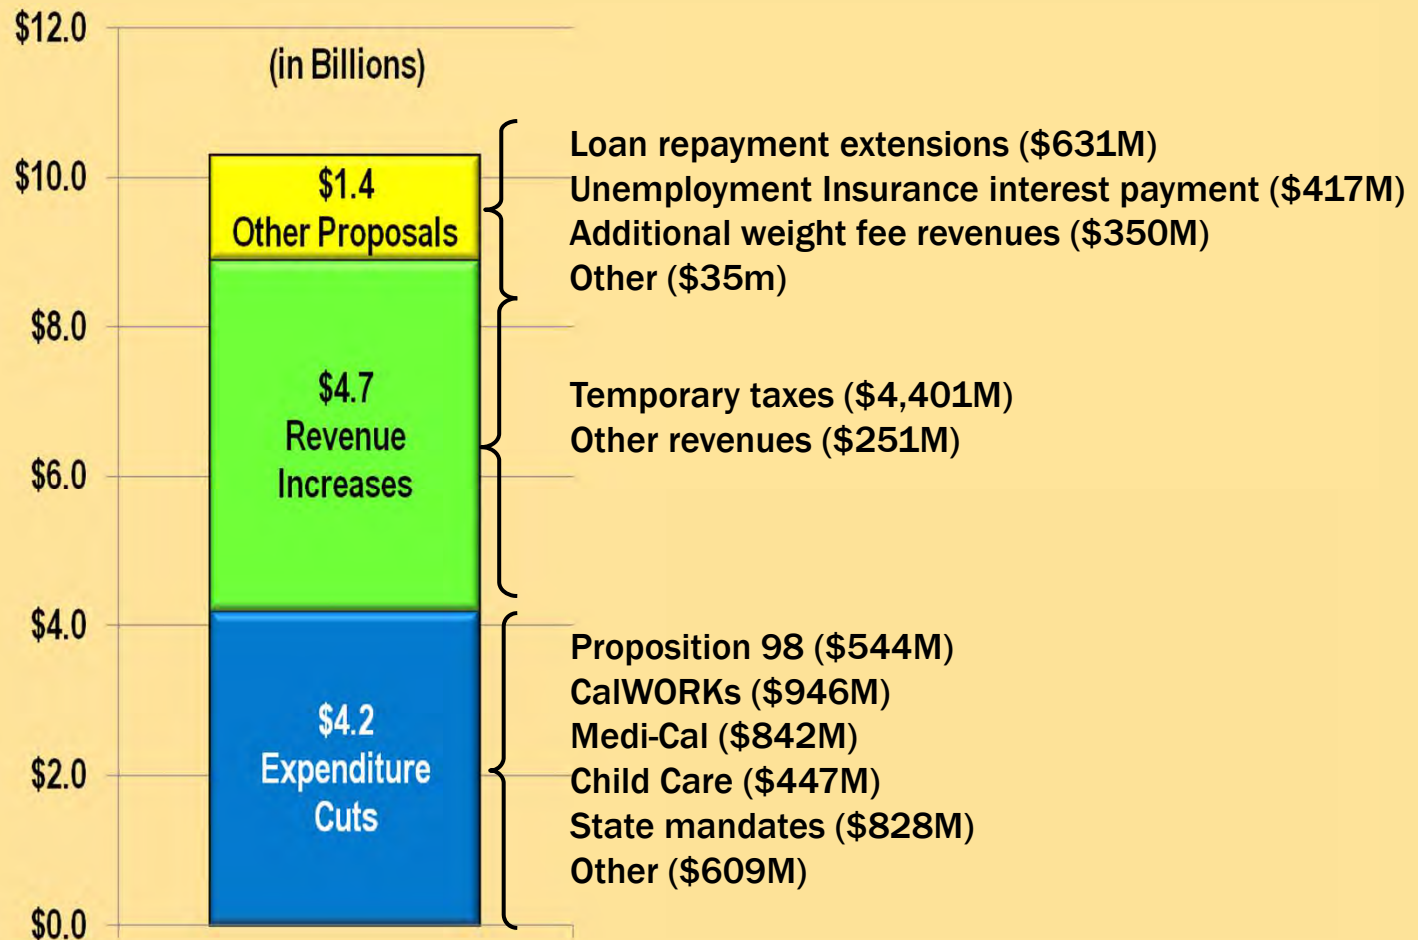 $12.0
(in Billions)
$10.0
$8.0
$6.0
$4.0
$2.0
$0.0
$1.4
Other Proposals
$4.7
Revenue
Increases
$4.2
Expenditure
Cuts
Loan repayment extensions ($631M)
Unemployment Insurance interest payment ($417M)
Additional weight fee revenues ($350M)
Other ($35m)
Temporary taxes ($4,401M)
Other revenues ($251M)
Proposition 98 ($544M)
CalWORKs ($946M)
Medi-Cal ($842M)
Child Care ($447M)
State mandates ($828M)
Other ($609M)